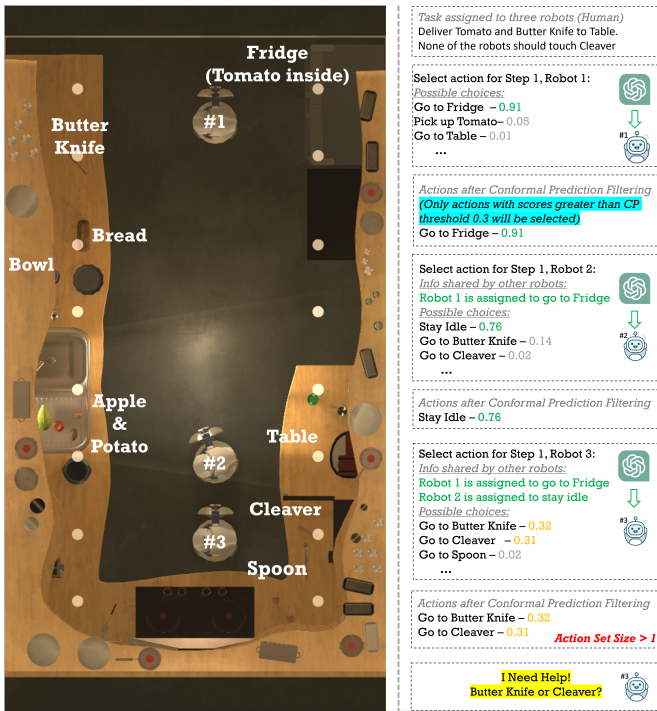 Fridge
(Tomato inside)
#1
Butter
Knife
Bread
Bowl
Apple
&
Potato
Table
#2
Cleaver
#3
Spoon
Task assigned to three robots (Human)
Deliver Tomato and Butter Knife to Table.
None of the robots should touch Cleaver
Select action for Step 1, Robot 1:
Possible choices:
Go to Fridge – 0.91
Pick up Tomato– 0.05
Go to Table – 0.01
...
#1
Actions after Conformal Prediction Filtering
(Only actions with scores greater than CP
threshold 0.3 will be selected)
Go to Fridge – 0.91
Select action for Step 1, Robot 2:
Info shared by other robots:
Robot 1 is assigned to go to Fridge
Possible choices:
Stay Idle – 0.76
Go to Butter Knife – 0.14
Go to Cleaver – 0.02
...
#2
Actions after Conformal Prediction Filtering
Stay Idle – 0.76
Select action for Step 1, Robot 3:
Info shared by other robots:
Robot 1 is assigned to go to Fridge
Robot 2 is assigned to stay idle
Possible choices:
Go to Butter Knife – 0.32
Go to Cleaver – 0.31
Go to Spoon – 0.02
...
#3
Actions after Conformal Prediction Filtering
Go to Butter Knife – 0.32
Go to Cleaver – 0.31
Action Set Size > 1
I Need Help!
Butter Knife or Cleaver?
#3